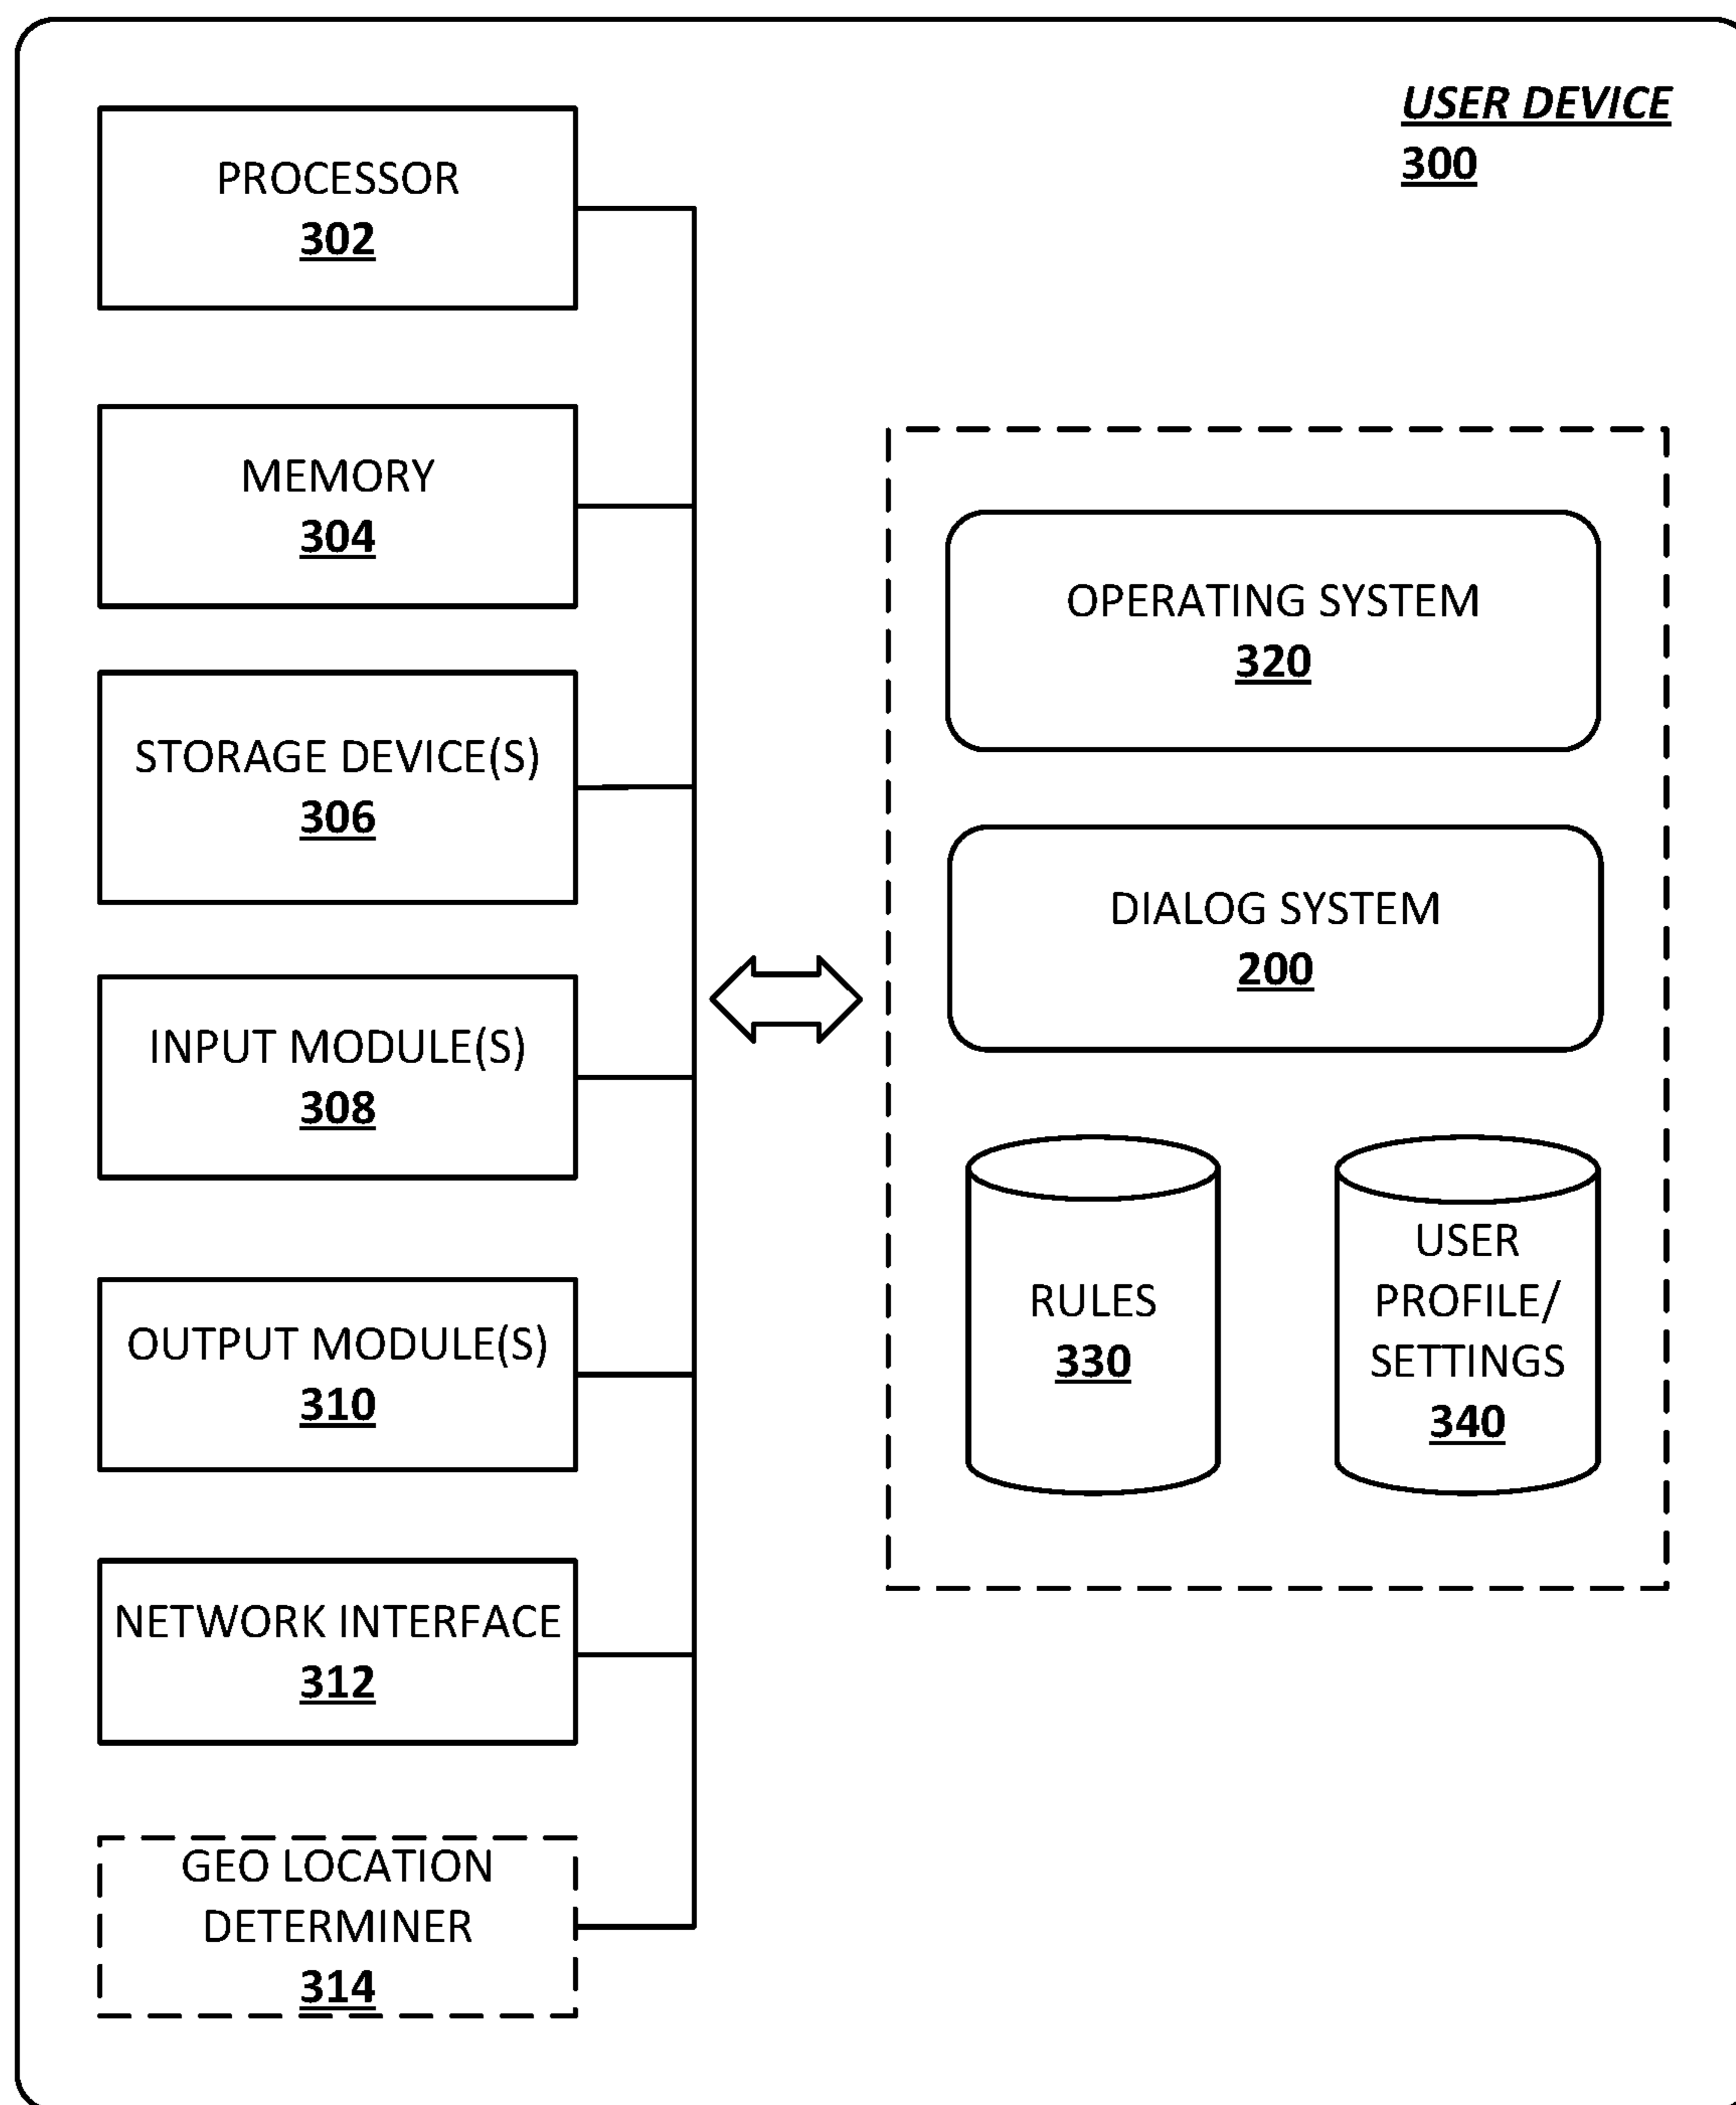 USER DEVICE
300
PROCESSOR
302
MEMORY
304
STORAGE DEVICE(S)
306
INPUT MODULE(S)
308
OUTPUT MODULE(S)
310
NETWORK INTERFACE
312
GEO LOCATION
DETERMINER
314
OPERATING SYSTEM
320
DIALOG SYSTEM
200
RULES
330
USER
PROFILE/
SETTINGS
340